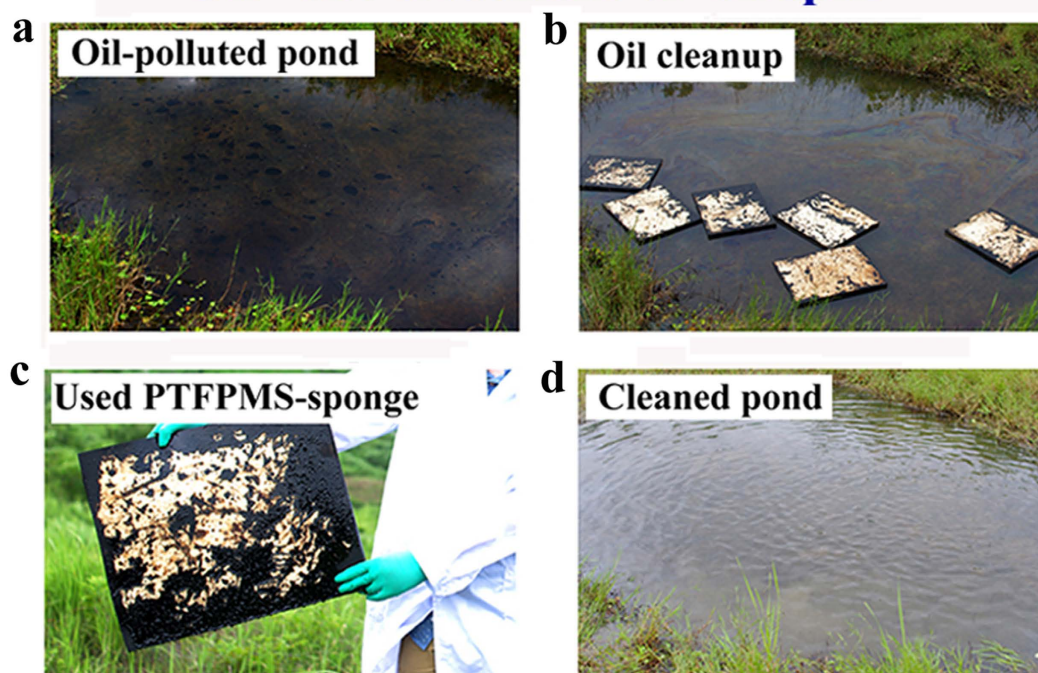 a
Oil-polluted pond
b
Oil cleanup
c
Used PTFPMS-sponge
d
Cleaned pond